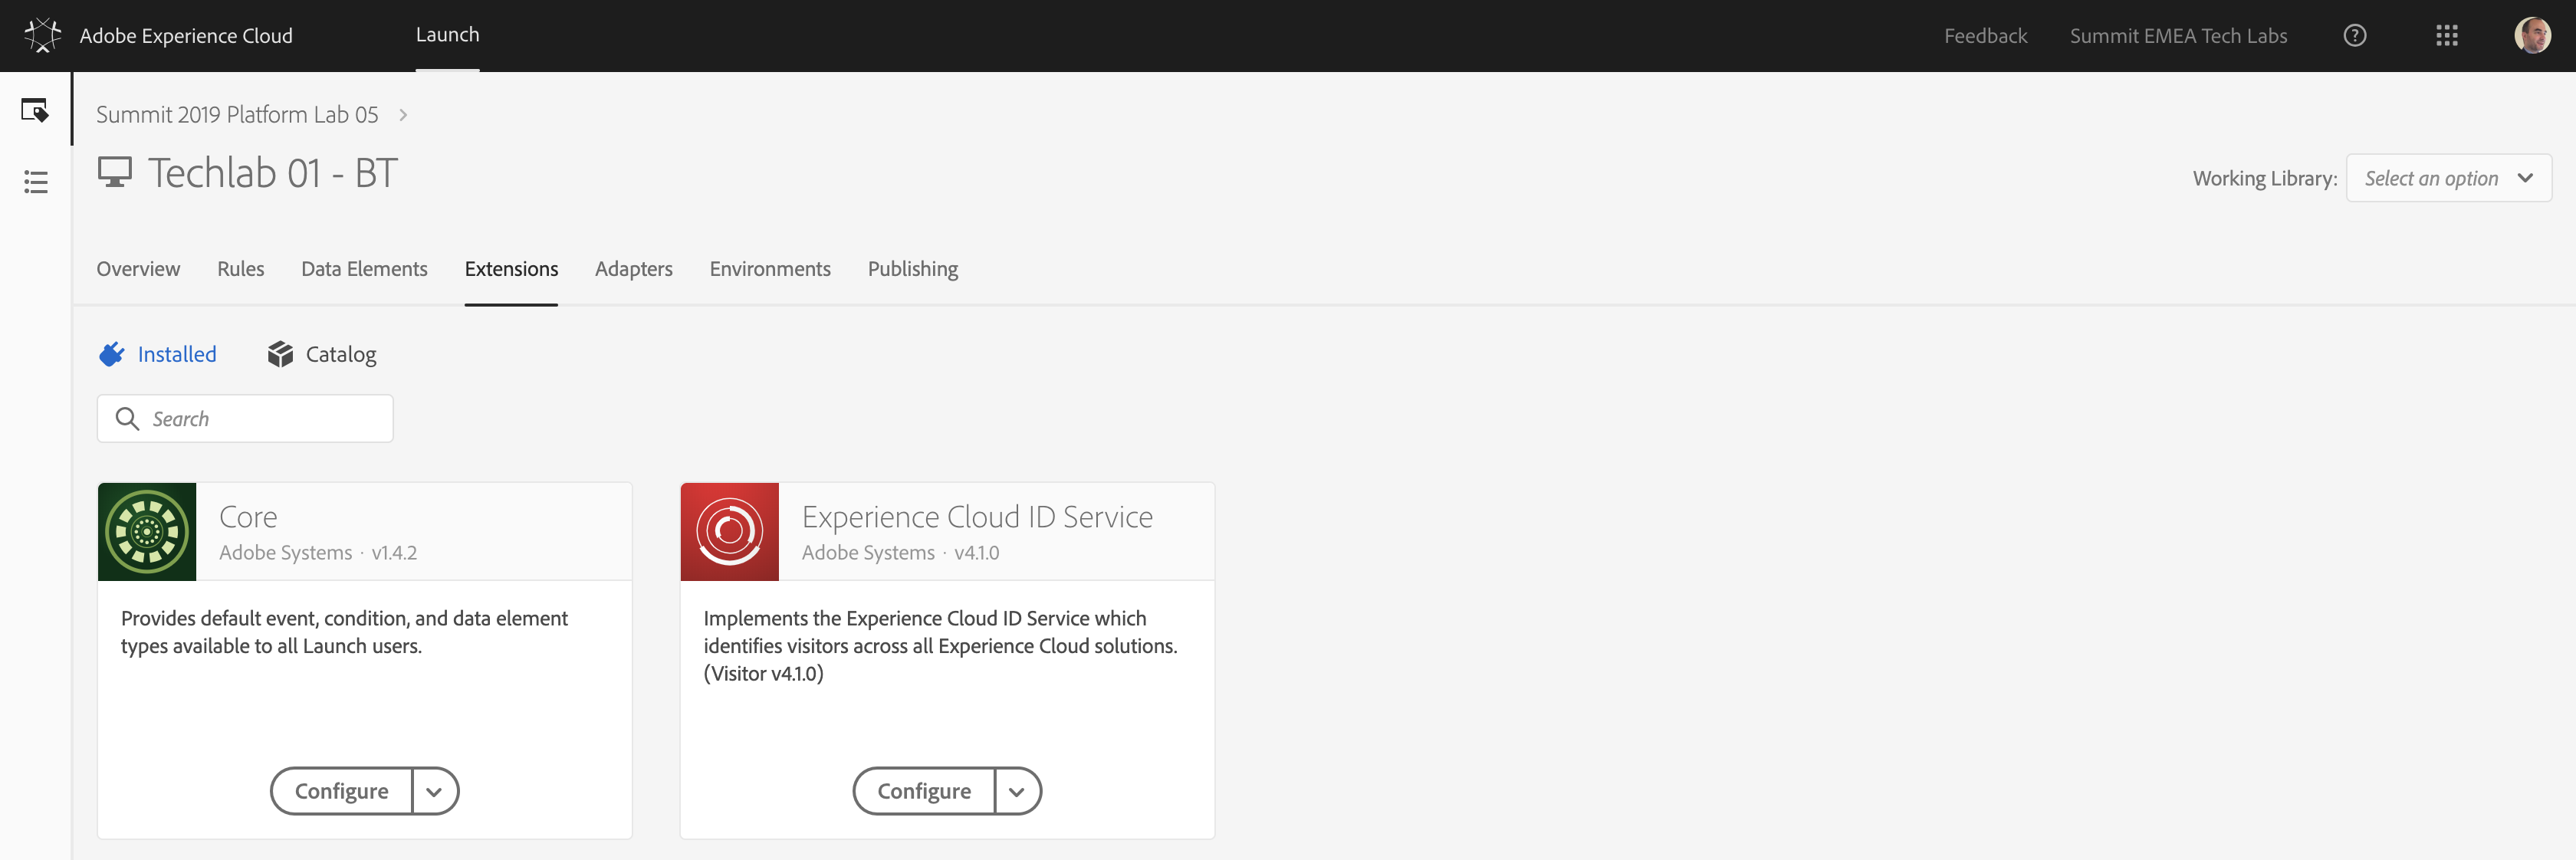 Adobe Experience Cloud
Launch
Feedback
Summit EMEA Tech Labs
Summit 2019 Platform Lab 05
Techlab 01 - BT
Working Library:
Select an option
Overview
Rules
Data Elements
Extensions
Adapters
Environments
Publishing
Installed
Catalog
Search
Core
Adobe Systems · v1.4.2
Provides default event, condition, and data element
types available to all Launch users.
Configure
Experience Cloud ID Service
Adobe Systems · v4.1.0
Implements the Experience Cloud ID Service which
identifies visitors across all Experience Cloud solutions.
(Visitor v4.1.0)
Configure